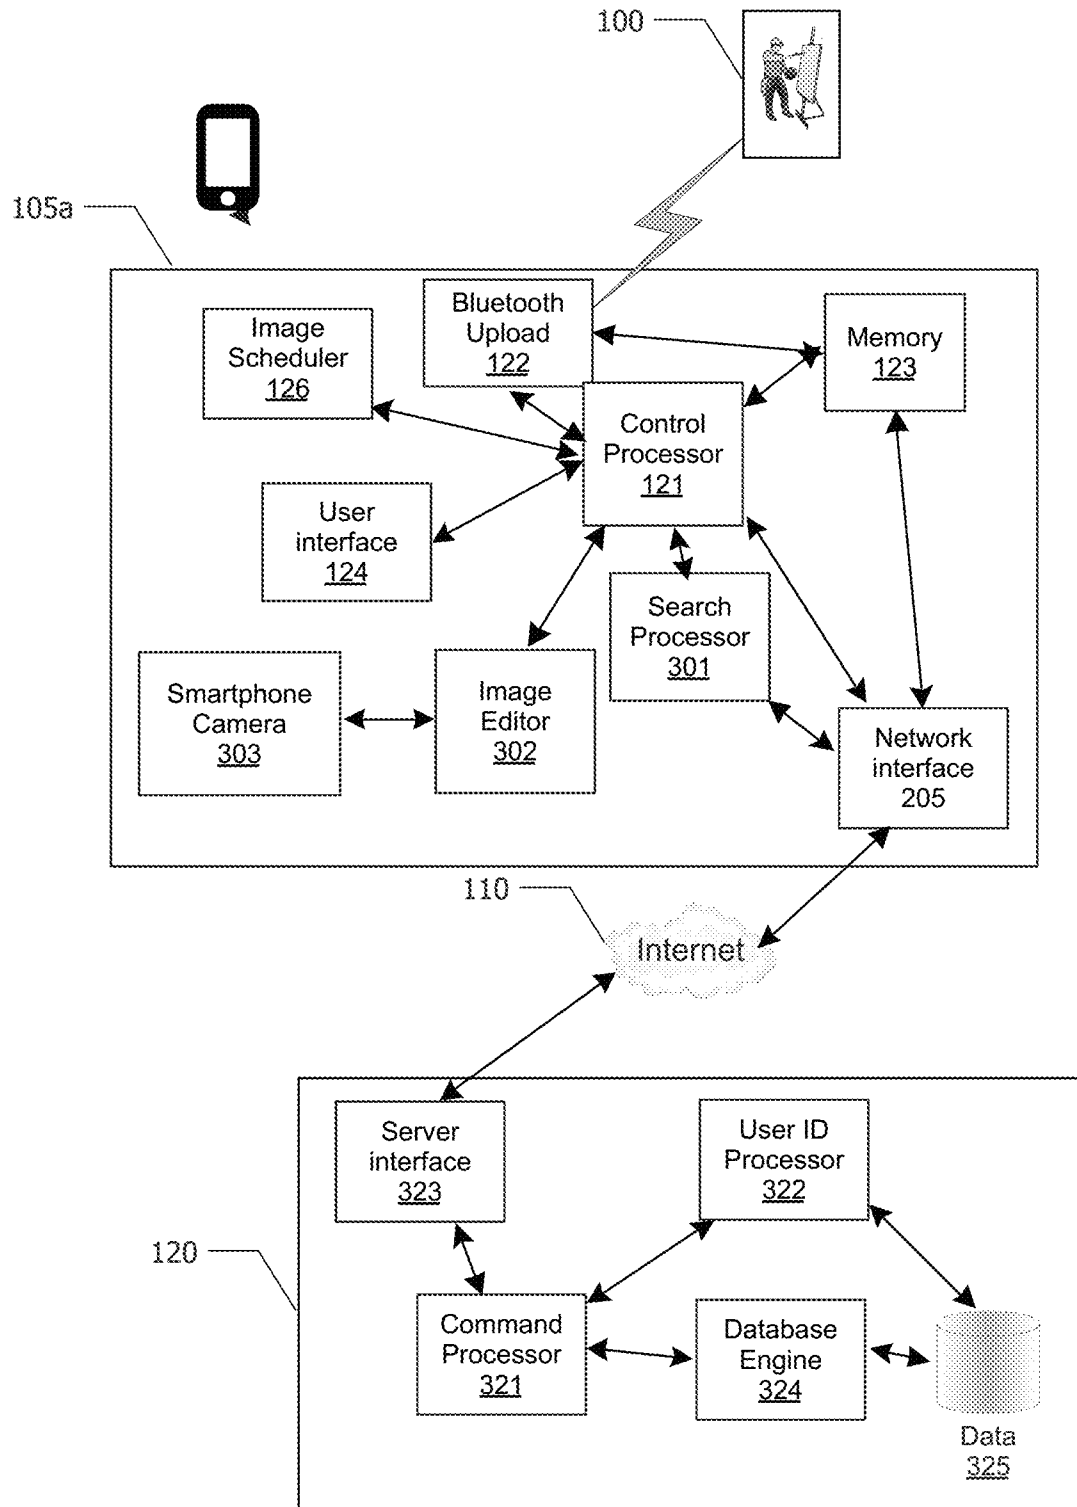 100
105a
Bluetooth
Upload
122
Image
Scheduler
126
Memory
123
Control
Processor
121
User
interface
124
Search
Processor
301
Smartphone
Camera
303
Image
Editor
302
Network
interface
205
110
Internet
Server
interface
323
User ID
Processor
322
120
Command
Processor
321
Database
Engine
324
Data
325